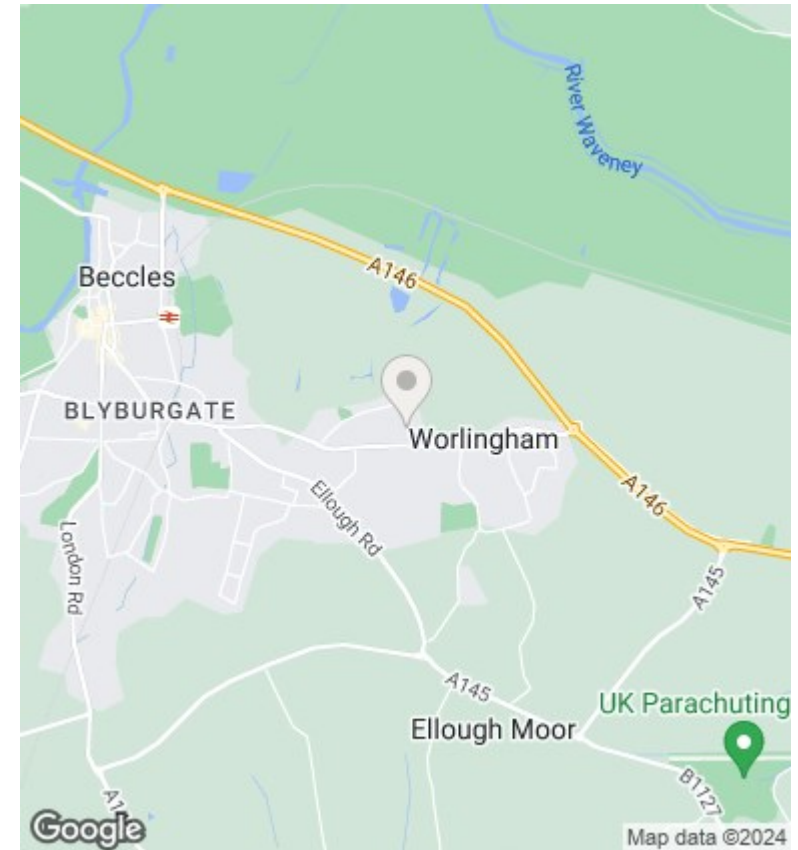 River Waveney
A146
Beccles
BLYBURGATE
Worlingham
A146
Ellough Rd
London Rd
A145
A145
UK Parachuting
Ellough Moor
B1127
Google
Map data ©2024